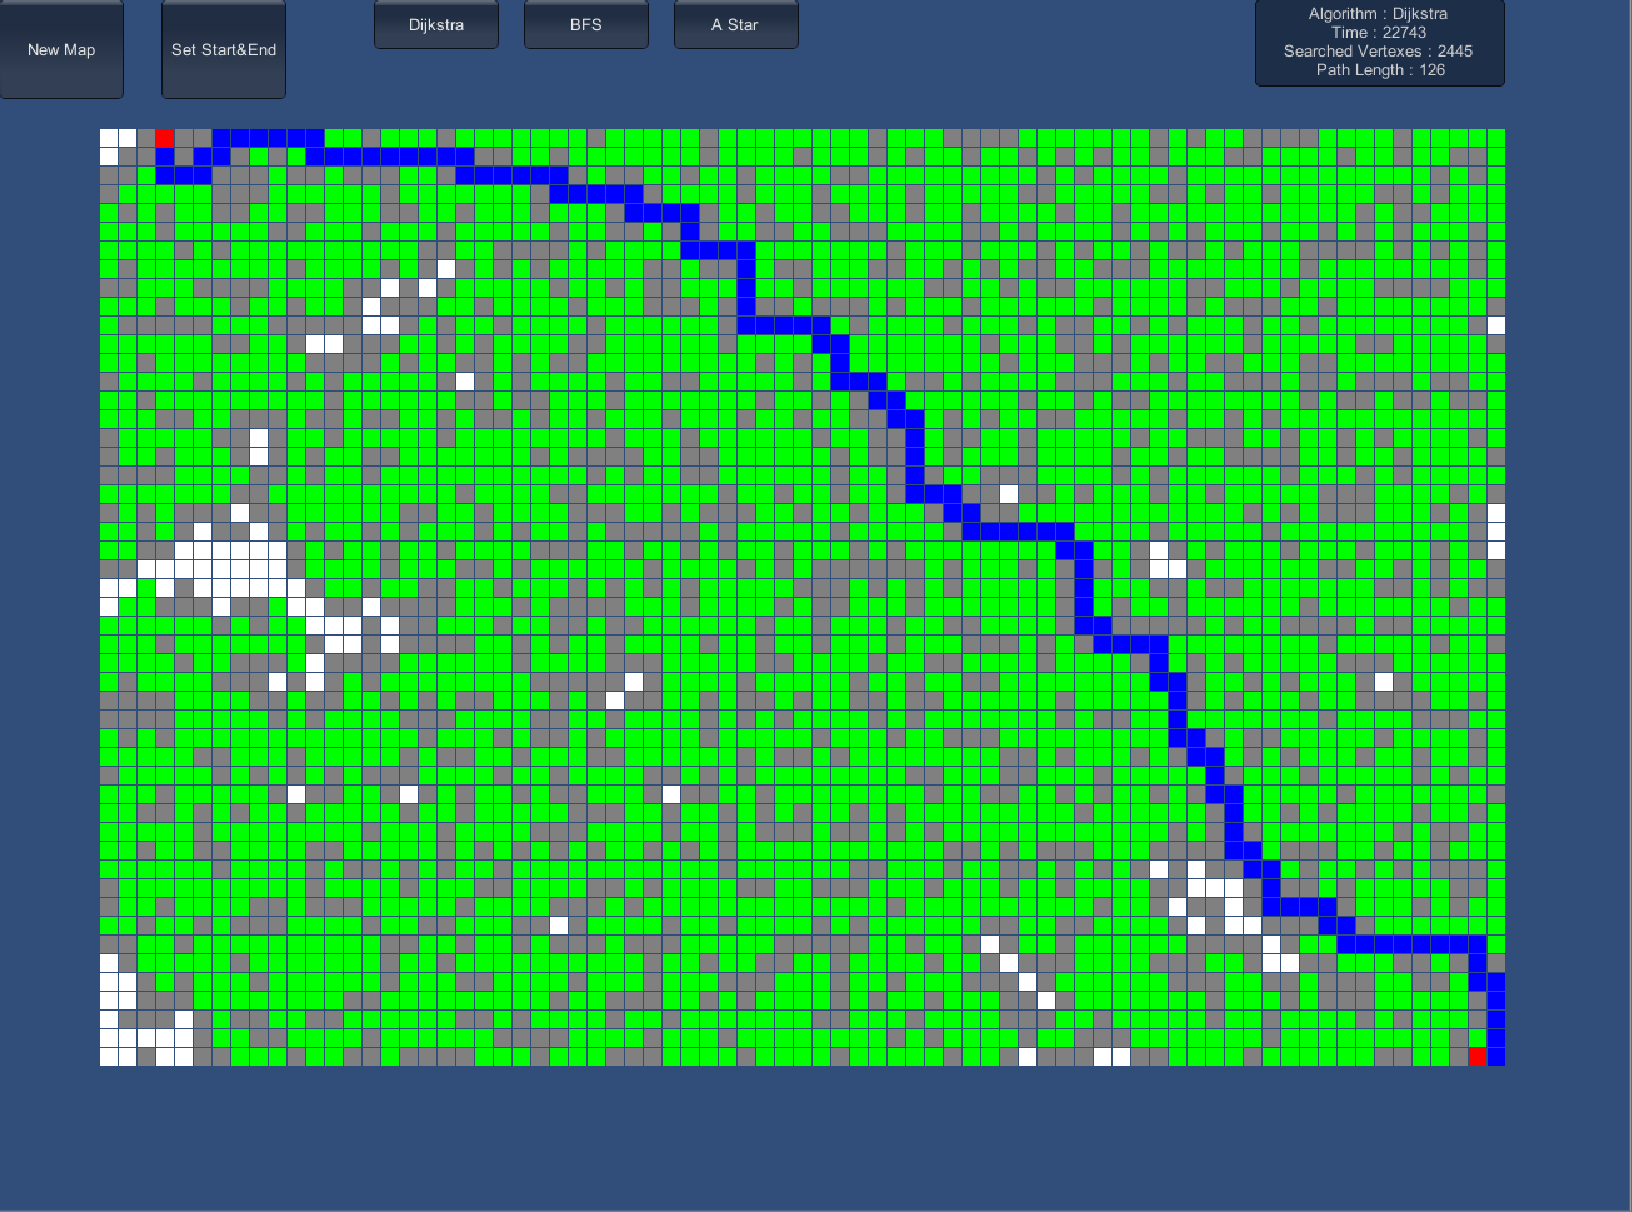 New Map
Set Start&End
Dijkstra
BFS
A Star
Algorithm : Dijkstra
Time : 22743
Searched Vertexes : 2445
Path Length : 126